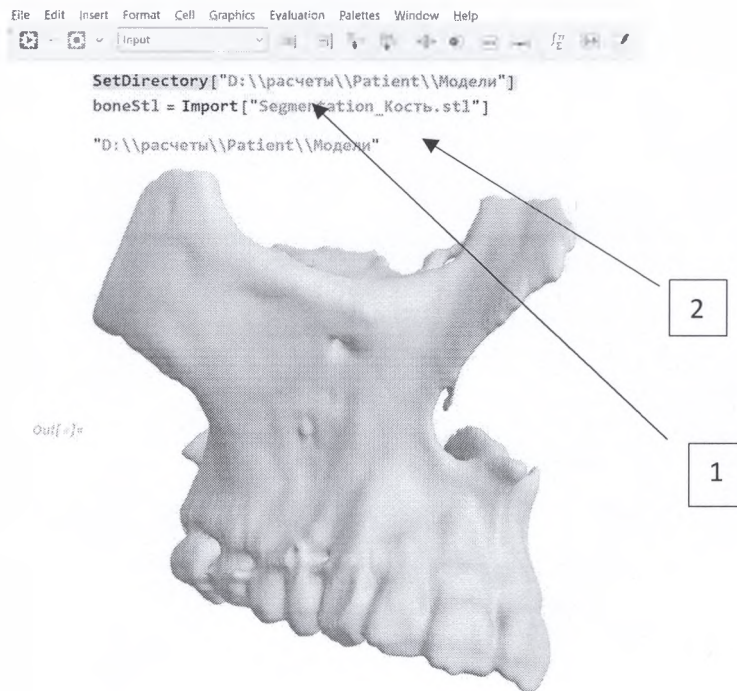 File Edit Insert Format Cell Graphics Evaluation Palettes Window Help
Input
SetDirectory["D:\\расчеты\\Patient\\Модели"]
boneStl = Import["Segmentation_Кость.stl"]
"D:\\расчеты\\Patient\\Модели"
2
Out[*]=
1